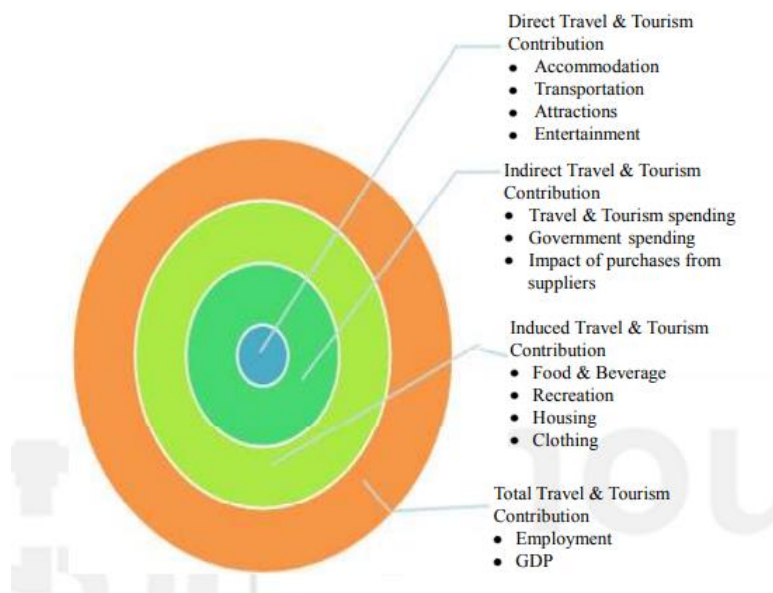 Direct Travel & Tourism
Contribution
● Accommodation
● Transportation
● Attractions
● Entertainment
Indirect Travel & Tourism
Contribution
● Travel & Tourism spending
● Government spending
● Impact of purchases from
suppliers
Induced Travel & Tourism
Contribution
● Food & Beverage
● Recreation
● Housing
● Clothing
Total Travel & Tourism
Contribution
● Employment
● GDP